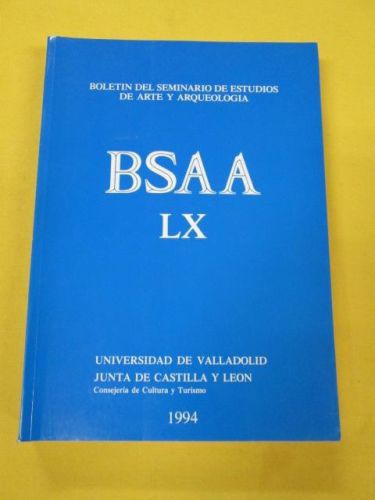 BOLETIN DEL SEMINARIO DE ESTUDIOS
DE ARTE Y ARQUEOLOGIA
BSAA
LX
UNIVERSIDAD DE VALLADOLID
JUNTA DE CASTILLA Y LEON
Consejería de Cultura y Turismo
1994